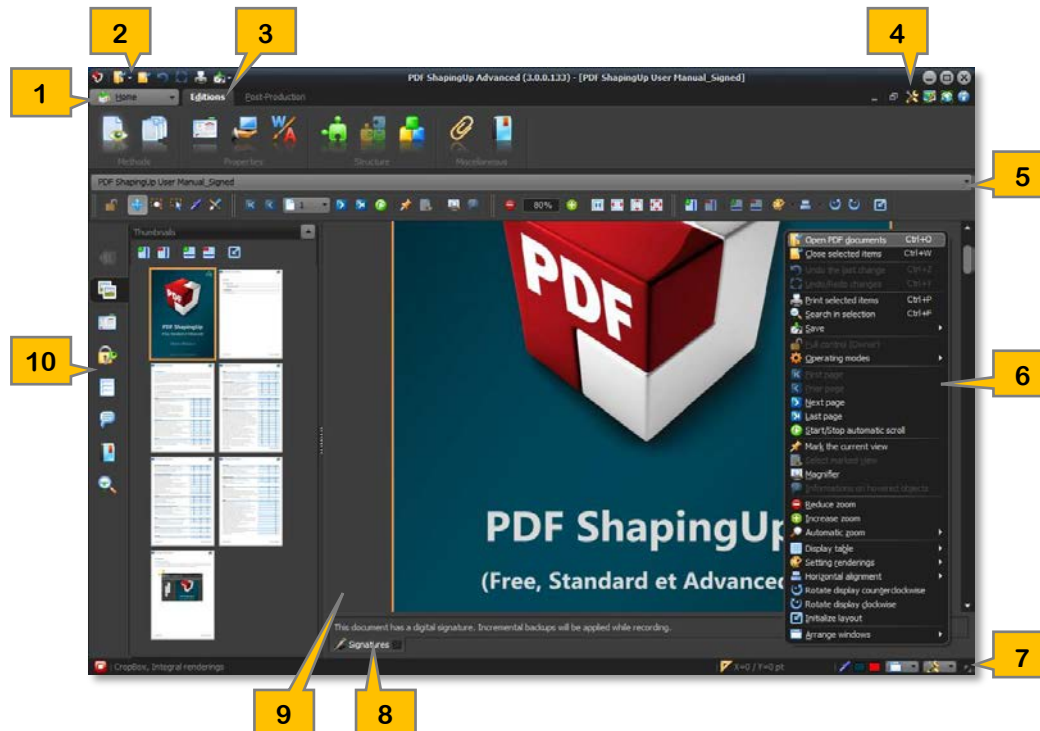 2
3
4
PDF ShapingUp Advanced (3.0.0.133) - [PDF ShapingUp User Manual_Signed]
1
Home
Editions
Post-Production
W/A
Methods
Properties
Structure
Miscellaneous
5
PDF ShapingUp User Manual_Signed
1
80%
Thumbnails
PDF
PDF ShapingUp
Open PDF documents Ctrl+O
Close selected items Ctrl+W
Undo the last change Ctrl+Z
Undo/Redo changes
Print selected items Ctrl+P
Search in selection Ctrl+F
Save
Full control (Owner)
Operating modes
First page
Prior page
Next page
Last page
Start/Stop automatic scroll
Mark the current view
Select marked view
Magnifier
Informations on hovered objects
Reduce zoom
Increase zoom
Automatic zoom
Display table
Setting renderings
Horizontal alignment
Rotate display counterclockwise
Rotate display clockwise
Initialize layout
Arrange windows
10
6
PDF ShapingUp
(Free, Standard et Advanced
This document has a digital signature. Incremental backups will be applied while recording.
Signatures
CropBox, Integral renderings
X=0 / Y=0 pt
7
9
8